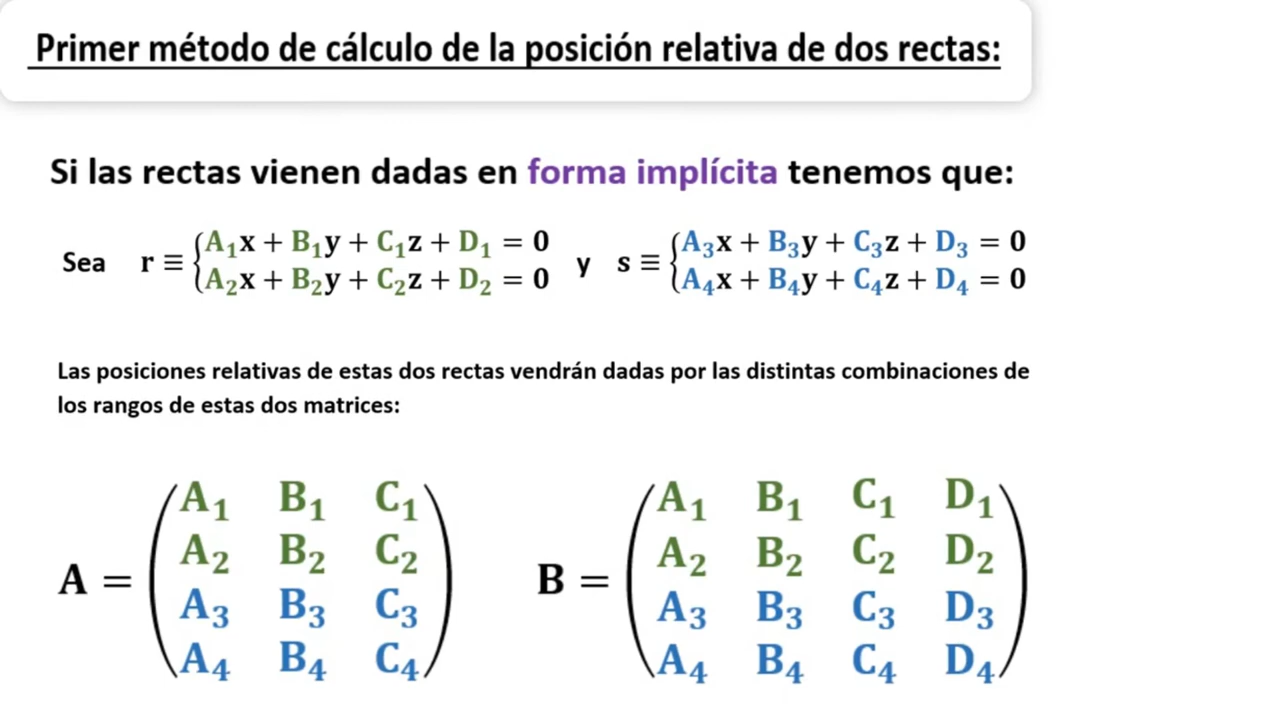 Primer método de cálculo de la posición relativa de dos rectas:
Si las rectas vienen dadas en forma implícita tenemos que:
Sea r ≡ {A₁x + B₁y + C₁z + D₁ = 0 y s ≡ {A₃x + B₃y + C₃z + D₃ = 0
A₂x + B₂y + C₂z + D₂ = 0 A₄x + B₄y + C₄z + D₄ = 0
Las posiciones relativas de estas dos rectas vendrán dadas por las distintas combinaciones de
los rangos de estas dos matrices:
A = (A₁ B₁ C₁
A₂ B₂ C₂
A₃ B₃ C₃
A₄ B₄ C₄)
B = (A₁ B₁ C₁ D₁
A₂ B₂ C₂ D₂
A₃ B₃ C₃ D₃
A₄ B₄ C₄ D₄)